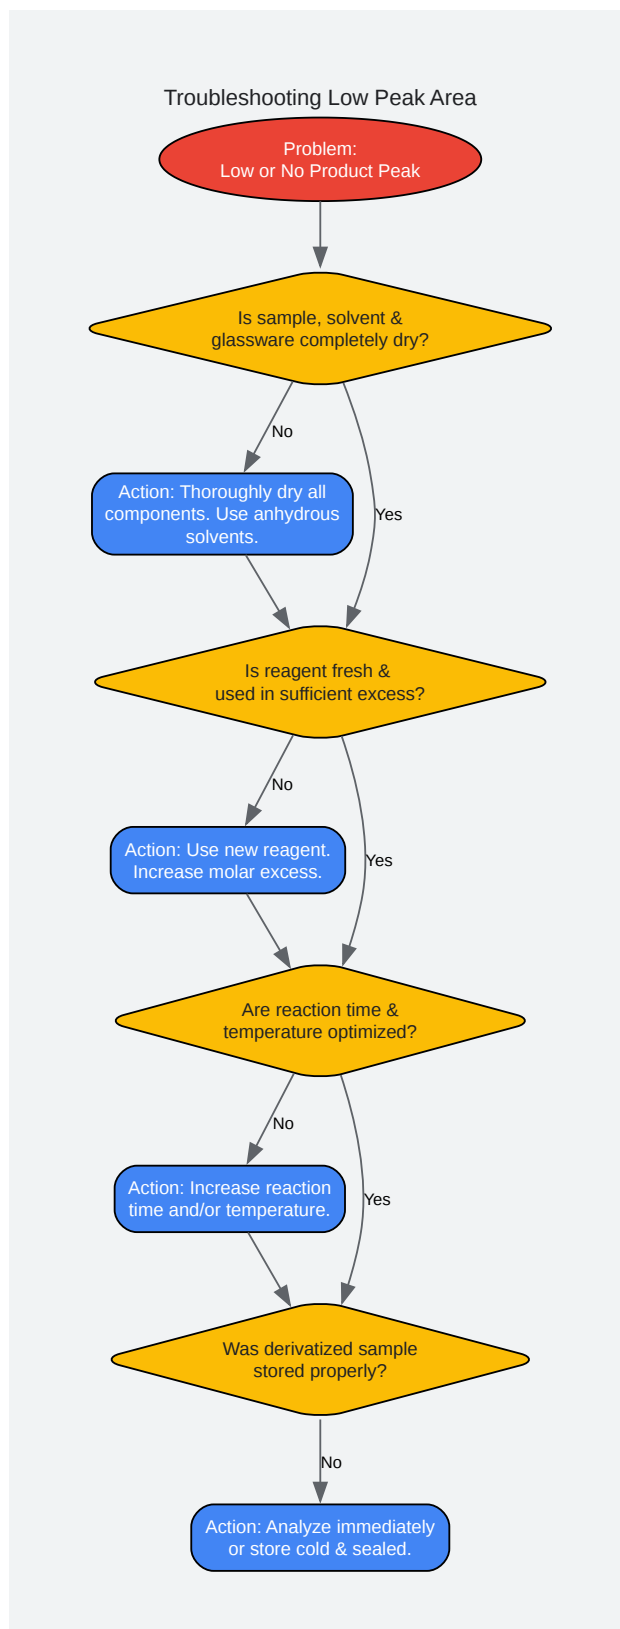 Troubleshooting Low Peak Area
Problem:
Low or No Product Peak
Is sample, solvent &
glassware completely dry?
No
Action: Thoroughly dry all
components. Use anhydrous
solvents.
Yes
Is reagent fresh &
used in sufficient excess?
No
Action: Use new reagent.
Increase molar excess.
Yes
Are reaction time &
temperature optimized?
No
Action: Increase reaction
time and/or temperature.
Yes
Was derivatized sample
stored properly?
No
Action: Analyze immediately
or store cold & sealed.